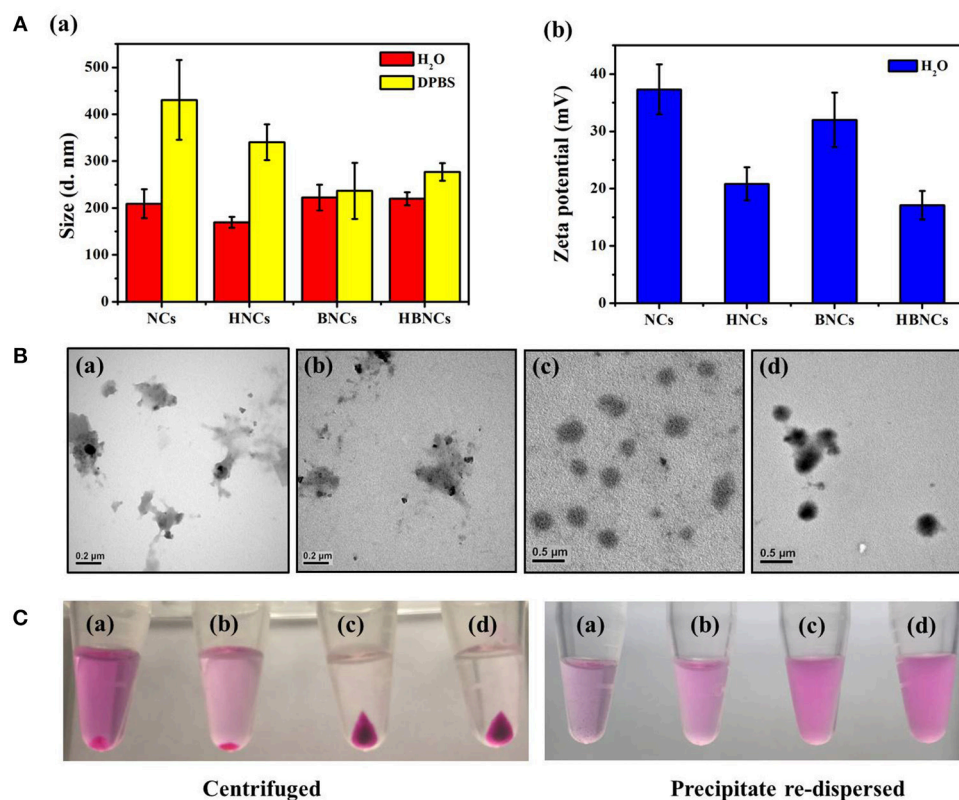 A
(a)
H₂O
DPBS
500
400
300
200
100
0
Size (d. nm)
NCs HNCs BNCs HBNCs
(b)
H₂O
40
30
20
10
0
Zeta potential (mV)
NCs HNCs BNCs HBNCs
B
(a) (b) (c) (d)
0.2 µm 0.2 µm 0.5 µm 0.5 µm
C
(a) (b) (c) (d)
(a) (b) (c) (d)
Centrifuged
Precipitate re-dispersed